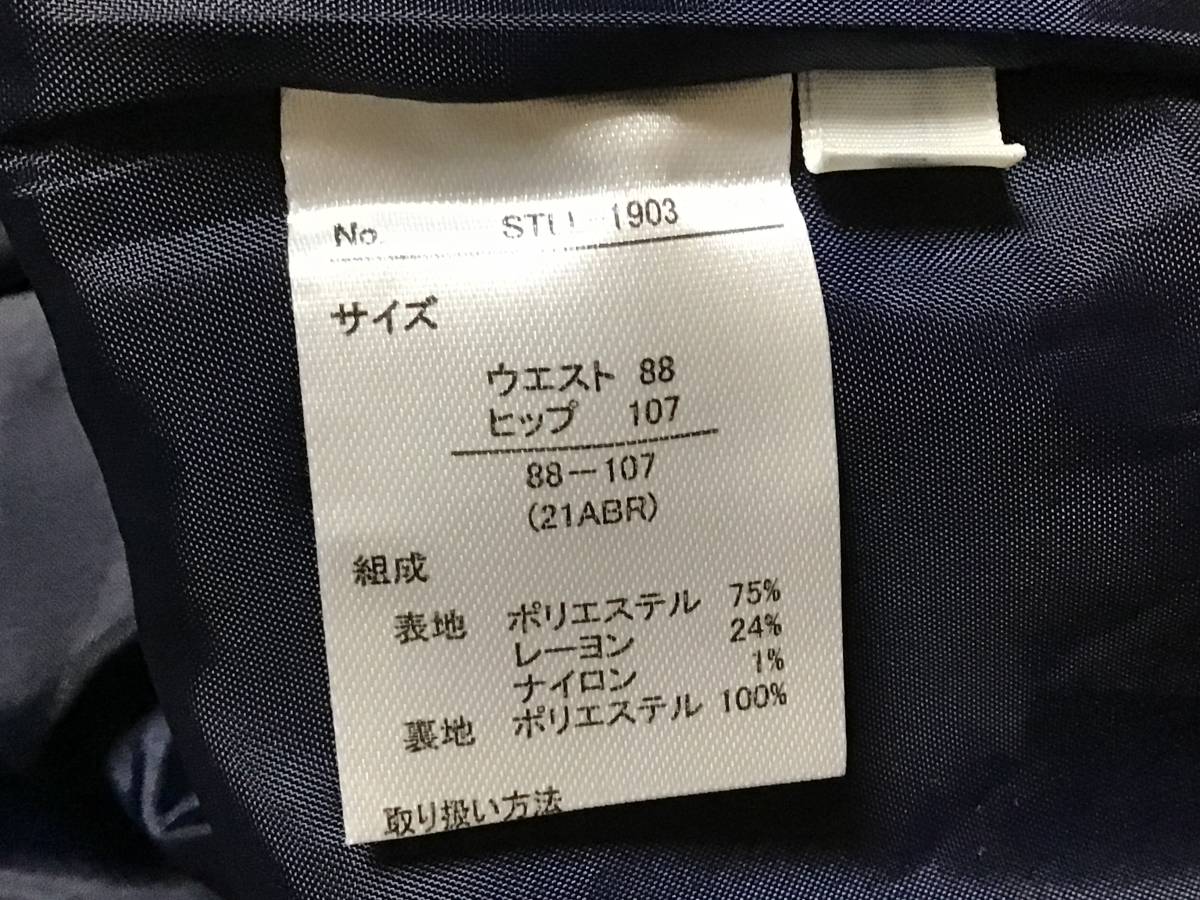 No. STLL-1903
サイズ
ウエスト 88
ヒップ 107
88－107
(21ABR)
組成
表地 ポリエステル 75%
レーヨン 24%
ナイロン 1%
裏地 ポリエステル 100%
取り扱い方法